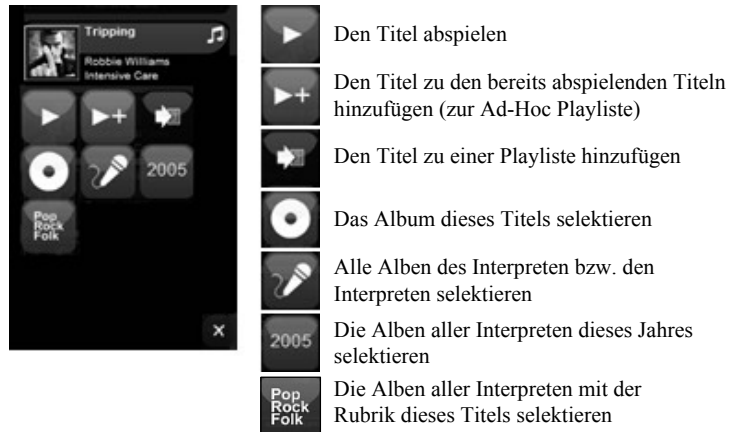 Tripping
Robbie Williams
Intensive Care
2005
Pop
Rock
Folk
Den Titel abspielen
Den Titel zu den bereits abspielenden Titeln
hinzufügen (zur Ad-Hoc Playliste)
Den Titel zu einer Playliste hinzufügen
Das Album dieses Titels selektieren
Alle Alben des Interpreten bzw. den
Interpreten selektieren
2005
Die Alben aller Interpreten dieses Jahres
selektieren
Pop
Rock
Folk
Die Alben aller Interpreten mit der
Rubrik dieses Titels selektieren